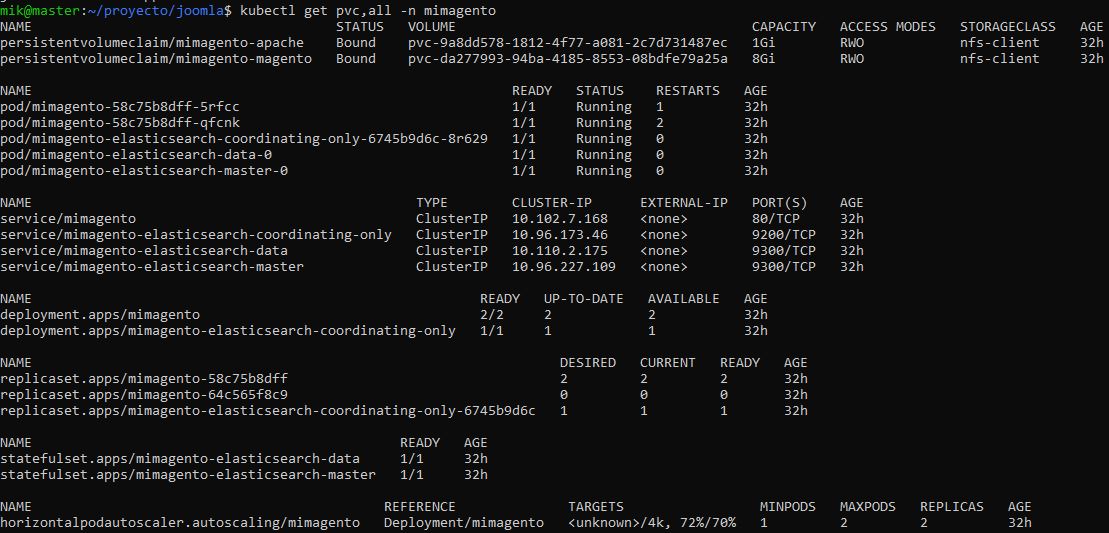 mik@master:~/proyecto/joomla$ kubectl get pvc,all -n mimagento
NAME STATUS VOLUME CAPACITY ACCESS MODES STORAGECLASS AGE
persistentvolumeclaim/mimagento-apache Bound pvc-9a8dd578-1812-4f77-a081-2c7d731487ec 1Gi RWO nfs-client 32h
persistentvolumeclaim/mimagento-magento Bound pvc-da277993-94ba-4185-8553-08bdfe79a25a 8Gi RWO nfs-client 32h
NAME READY STATUS RESTARTS AGE
pod/mimagento-58c75b8dff-5rfcc 1/1 Running 1 32h
pod/mimagento-58c75b8dff-qfcnk 1/1 Running 2 32h
pod/mimagento-elasticsearch-coordinating-only-6745b9d6c-8r629 1/1 Running 0 32h
pod/mimagento-elasticsearch-data-0 1/1 Running 0 32h
pod/mimagento-elasticsearch-master-0 1/1 Running 0 32h
NAME TYPE CLUSTER-IP EXTERNAL-IP PORT(S) AGE
service/mimagento ClusterIP 10.102.7.168 <none> 80/TCP 32h
service/mimagento-elasticsearch-coordinating-only ClusterIP 10.96.173.46 <none> 9200/TCP 32h
service/mimagento-elasticsearch-data ClusterIP 10.110.2.175 <none> 9300/TCP 32h
service/mimagento-elasticsearch-master ClusterIP 10.96.227.109 <none> 9300/TCP 32h
NAME READY UP-TO-DATE AVAILABLE AGE
deployment.apps/mimagento 2/2 2 2 32h
deployment.apps/mimagento-elasticsearch-coordinating-only 1/1 1 1 32h
NAME DESIRED CURRENT READY AGE
replicaset.apps/mimagento-58c75b8dff 2 2 2 32h
replicaset.apps/mimagento-64c565f8c9 0 0 0 32h
replicaset.apps/mimagento-elasticsearch-coordinating-only-6745b9d6c 1 1 1 32h
NAME READY AGE
statefulset.apps/mimagento-elasticsearch-data 1/1 32h
statefulset.apps/mimagento-elasticsearch-master 1/1 32h
NAME REFERENCE TARGETS MINPODS MAXPODS REPLICAS AGE
horizontalpodautoscaler.autoscaling/mimagento Deployment/mimagento <unknown>/4k, 72%/70% 1 2 2 32h